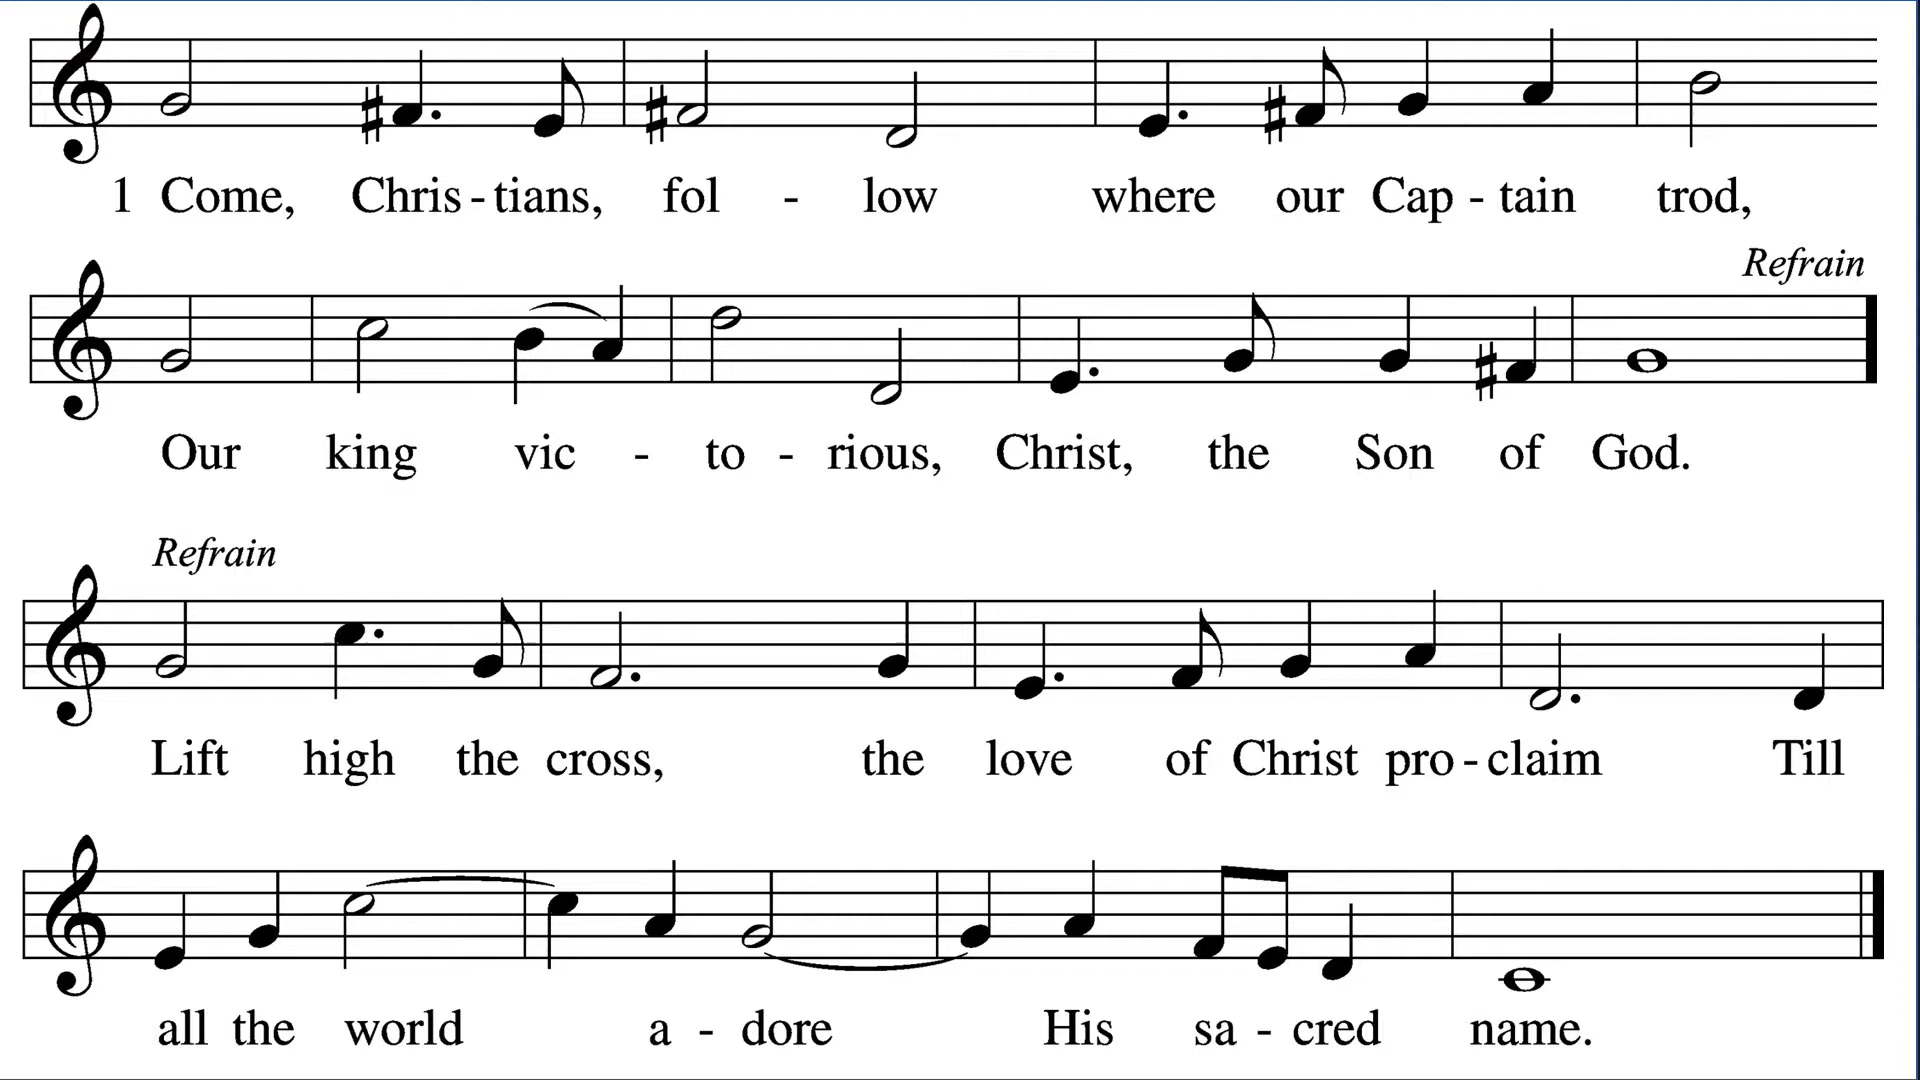 1 Come, Chris - tians, fol - low where our Cap - tain trod,
Refrain
Our king vic - to - rious, Christ, the Son of God.
Refrain
Lift high the cross, the love of Christ pro - claim Till
all the world a - dore His sa - cred name.